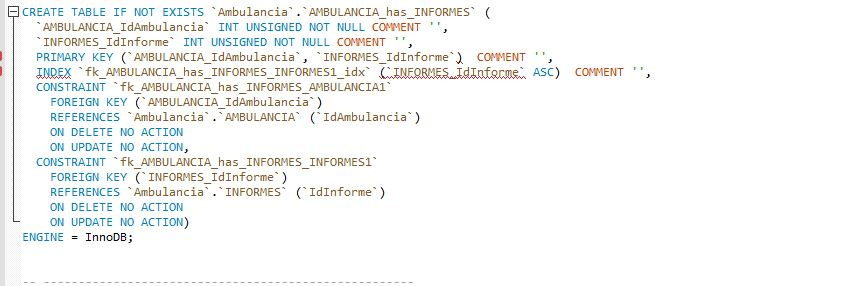 CREATE TABLE IF NOT EXISTS `Ambulancia`.`AMBULANCIA_has_INFORMES` (
  `AMBULANCIA_IdAmbulancia` INT UNSIGNED NOT NULL COMMENT '',
  `INFORMES_IdInforme` INT UNSIGNED NOT NULL COMMENT '',
  PRIMARY KEY (`AMBULANCIA_IdAmbulancia`, `INFORMES_IdInforme`)  COMMENT '',
  INDEX `fk_AMBULANCIA_has_INFORMES_INFORMES1_idx` (`INFORMES_IdInforme` ASC)  COMMENT '',
  CONSTRAINT `fk_AMBULANCIA_has_INFORMES_AMBULANCIA1`
    FOREIGN KEY (`AMBULANCIA_IdAmbulancia`)
    REFERENCES `Ambulancia`.`AMBULANCIA` (`IdAmbulancia`)
    ON DELETE NO ACTION
    ON UPDATE NO ACTION,
  CONSTRAINT `fk_AMBULANCIA_has_INFORMES_INFORMES1`
    FOREIGN KEY (`INFORMES_IdInforme`)
    REFERENCES `Ambulancia`.`INFORMES` (`IdInforme`)
    ON DELETE NO ACTION
    ON UPDATE NO ACTION)
ENGINE = InnoDB;
-- -----------------------------------------------------